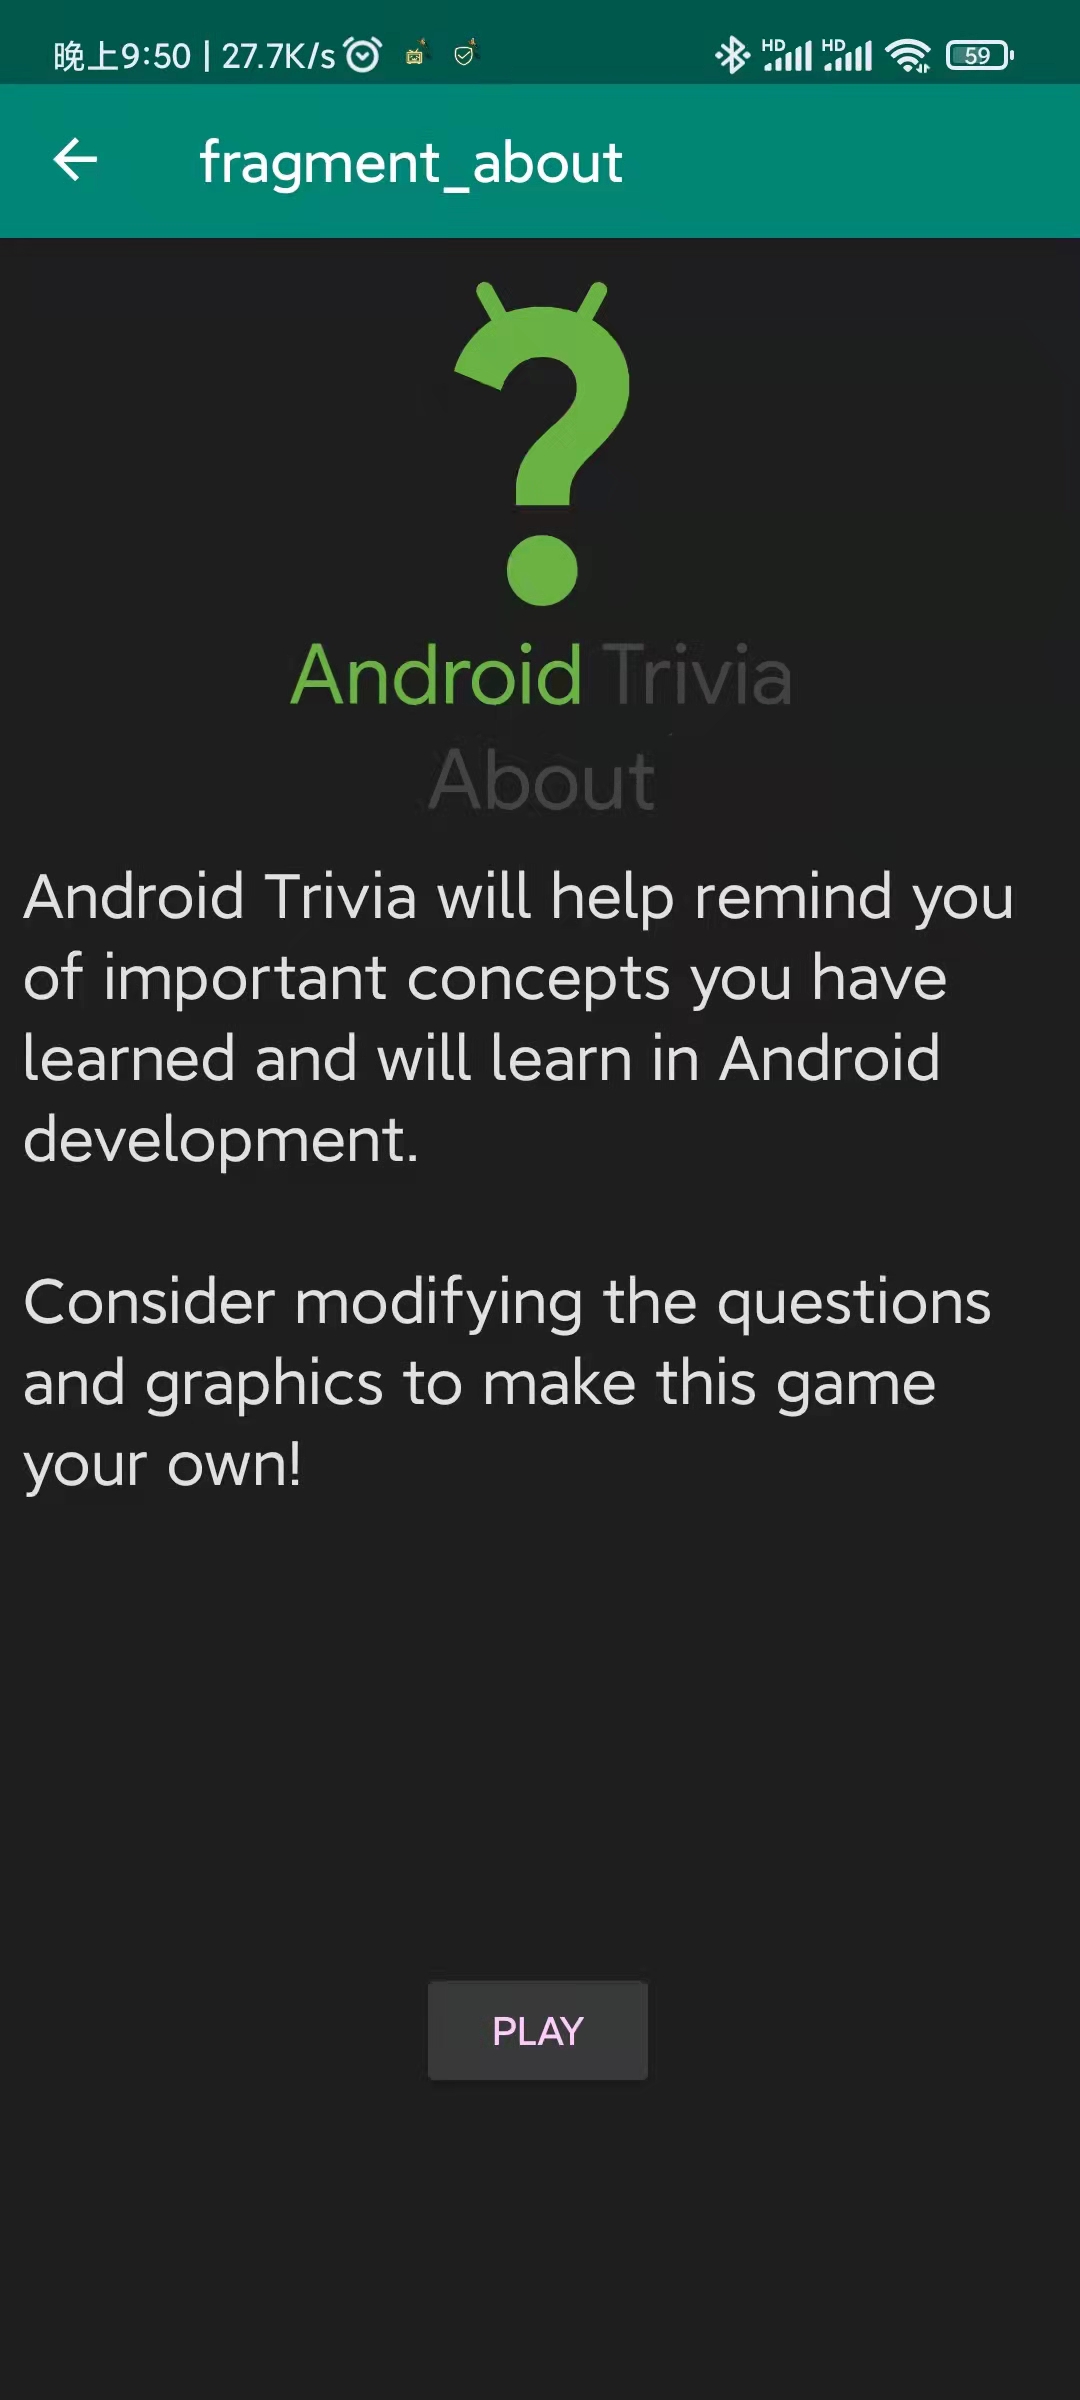 晚上9:50 | 27.7K/s HD HD 59
fragment_about
Android Trivia
About
Android Trivia will help remind you
of important concepts you have
learned and will learn in Android
development.
Consider modifying the questions
and graphics to make this game
your own!
PLAY